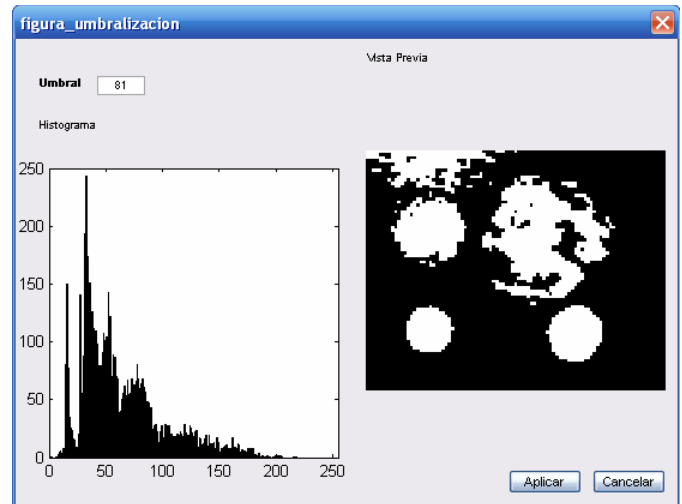 figura_umbralizacion
Vista Previa
Umbral 81
Histograma
250
200
150
100
50
0
0 50 100 150 200 250
Aplicar Cancelar